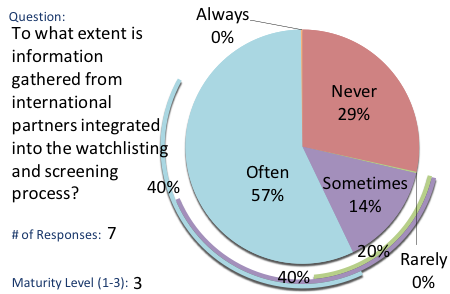 Question:
To what extent is
information
gathered from
international
partners integrated
into the watchlisting
and screening
process?
# of Responses: 7
Maturity Level (1-3): 3
Always
0%
Never
29%
Often
57%
Sometimes
14%
Rarely
0%
40%
40%
20%